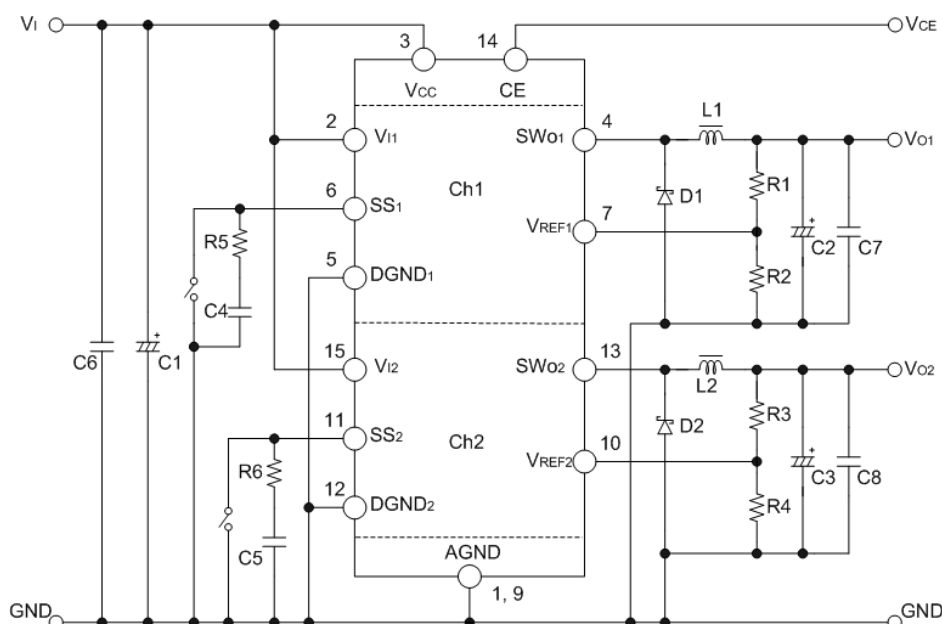 VI
VCE
3
14
VCC
CE
2
VI1
SWO1
4
L1
VO1
6
SS1
Ch1
D1
R1
R5
VREF1
7
C2
C7
5
DGND1
R2
C4
C6
C1
15
VI2
SWO2
13
L2
VO2
11
SS2
Ch2
D2
R3
R6
VREF2
10
C3
C8
12
DGND2
R4
C5
AGND
1, 9
GND
GND
+
+
+